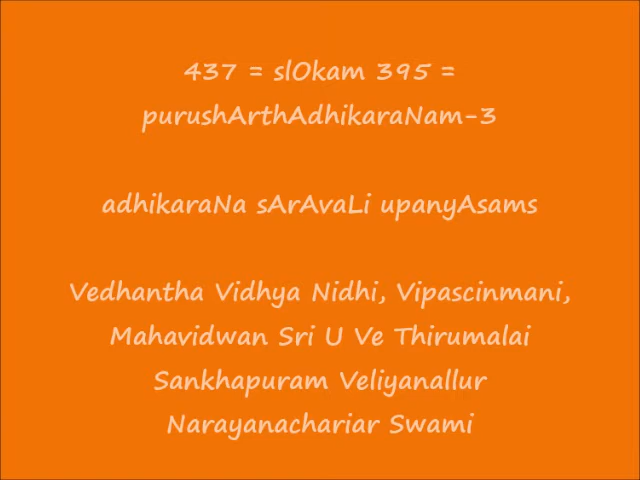 437 = slOkam 395 =
purushArthAdhikaraNam-3
adhikaraNa sArAvaLi upanyAsams
Vedhantha Vidhya Nidhi, Vipascinmani,
Mahavidwan Sri U Ve Thirumalai
Sankhapuram Veliyanallur
Narayanachariar Swami